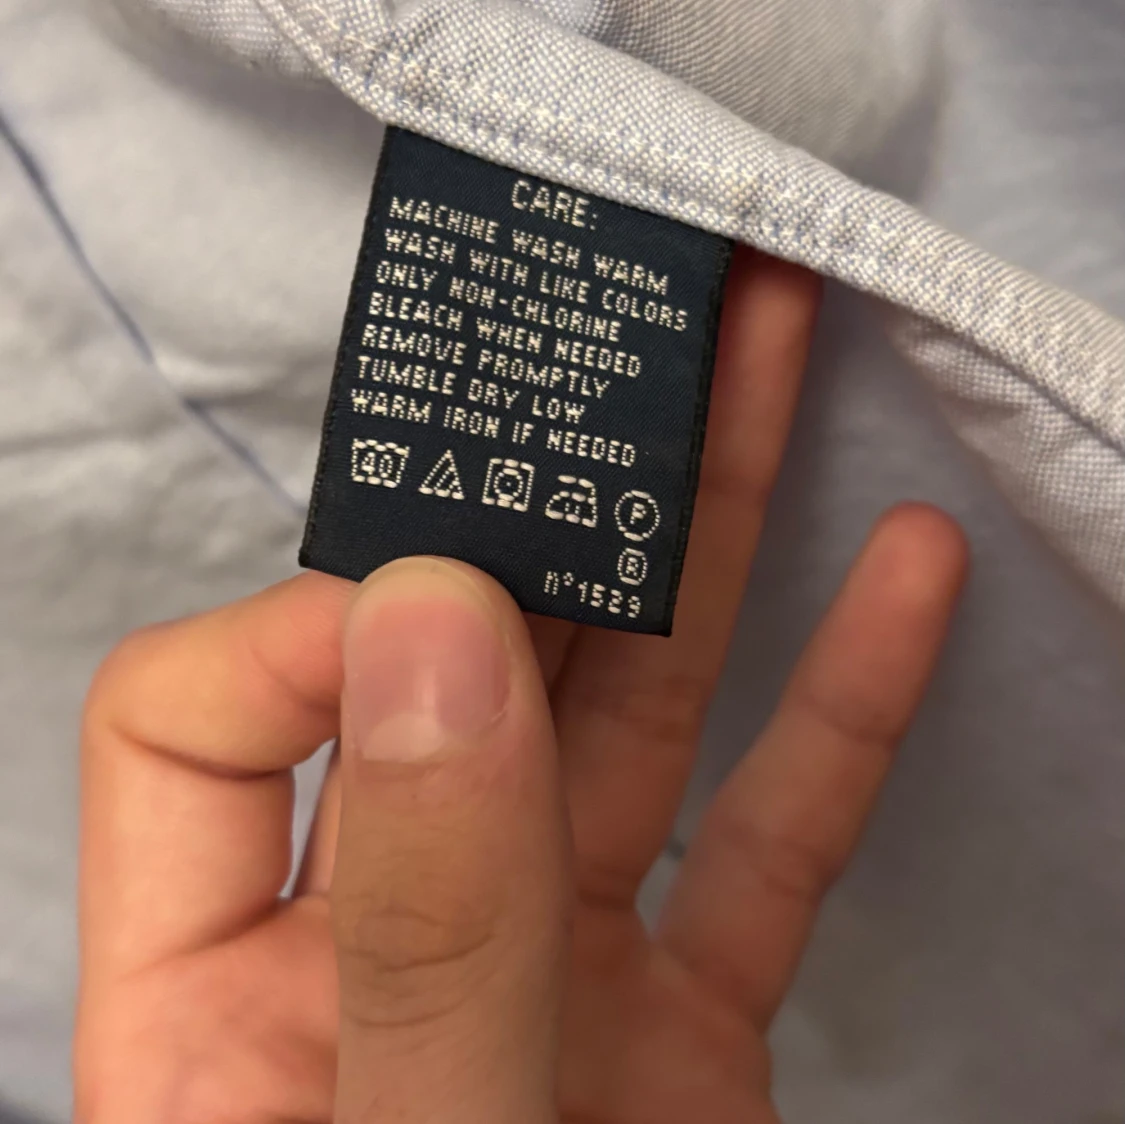 CARE:
MACHINE WASH WARM
WASH WITH LIKE COLORS
ONLY NON-CHLORINE
BLEACH WHEN NEEDED
REMOVE PROMPTLY
TUMBLE DRY LOW
WARM IRON IF NEEDED
40 P
R
n°1529